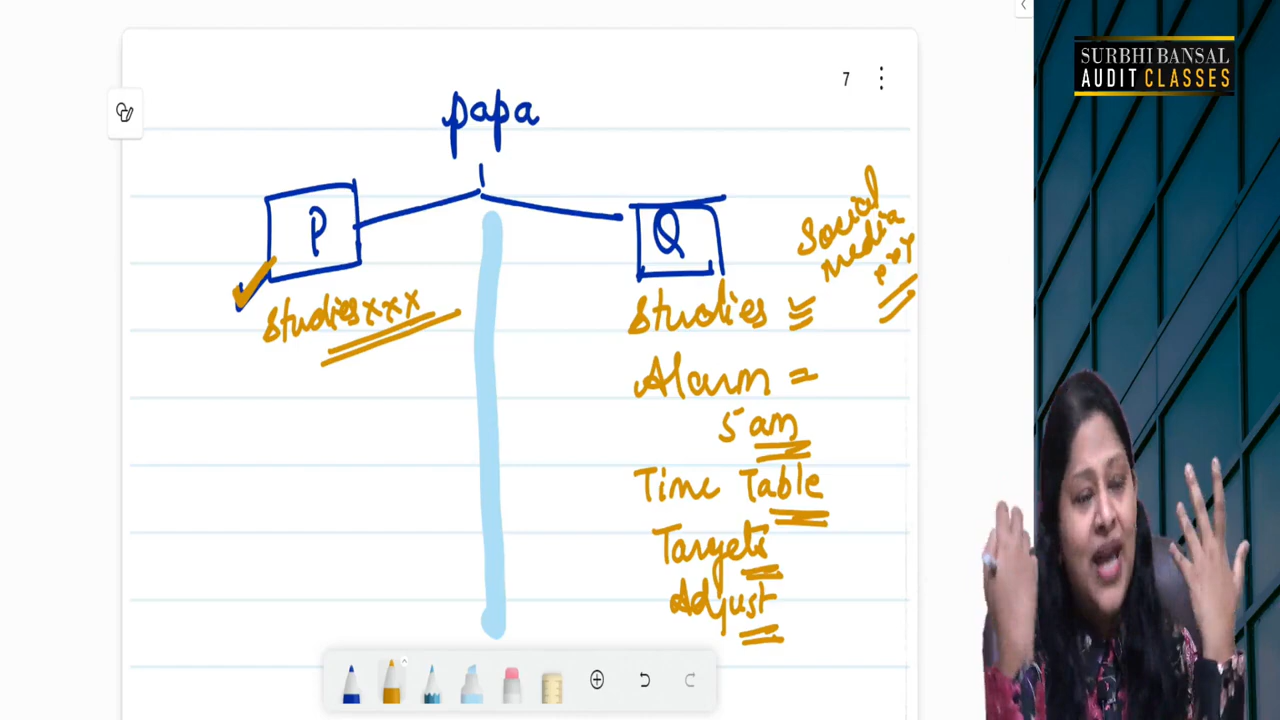 SURBHI BANSAL
AUDIT CLASSES
7
papa
P
Q
Social
media
Studies xxx
Studies
Alarm =
5 am
Time Table
Targets
Adjust